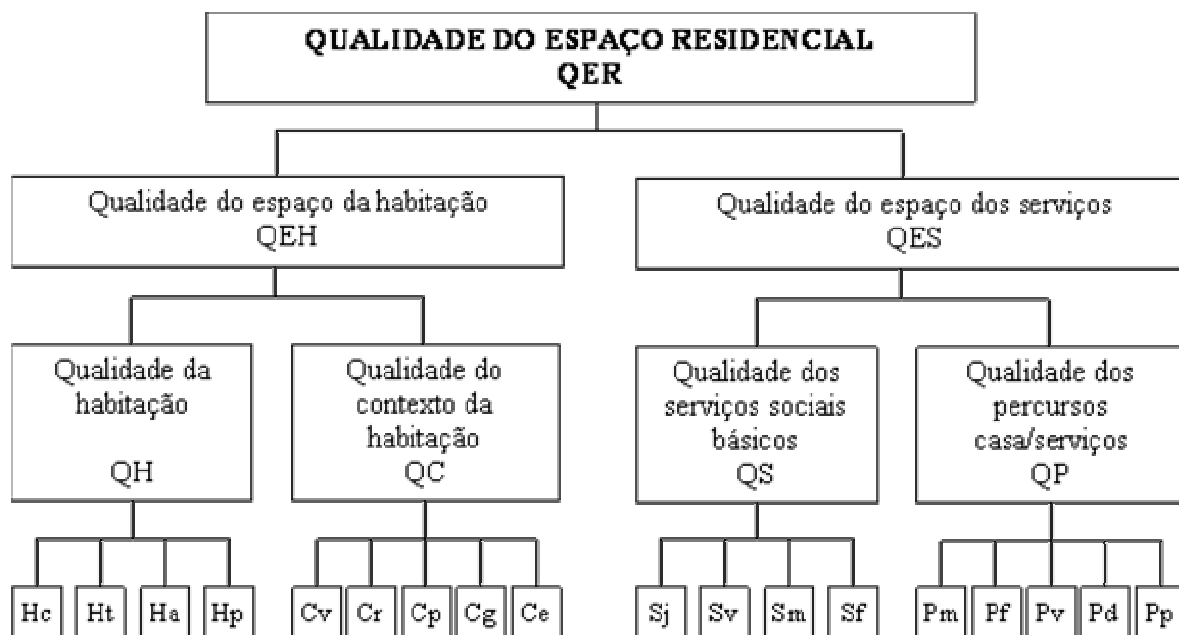 QUALIDADE DO ESPAÇO RESIDENCIAL
QER
Qualidade do espaço da habitação
QEH
Qualidade do espaço dos serviços
QES
Qualidade da
habitação
QH
Qualidade do
contexto da
habitação
QC
Qualidade dos
serviços sociais
básicos
QS
Qualidade dos
percursos
casa/serviços
QP
Hc Ht Ha Hp Cv Cr Cp Cg Ce Sj Sv Sm Sf Pm Pf Pv Pd Pp